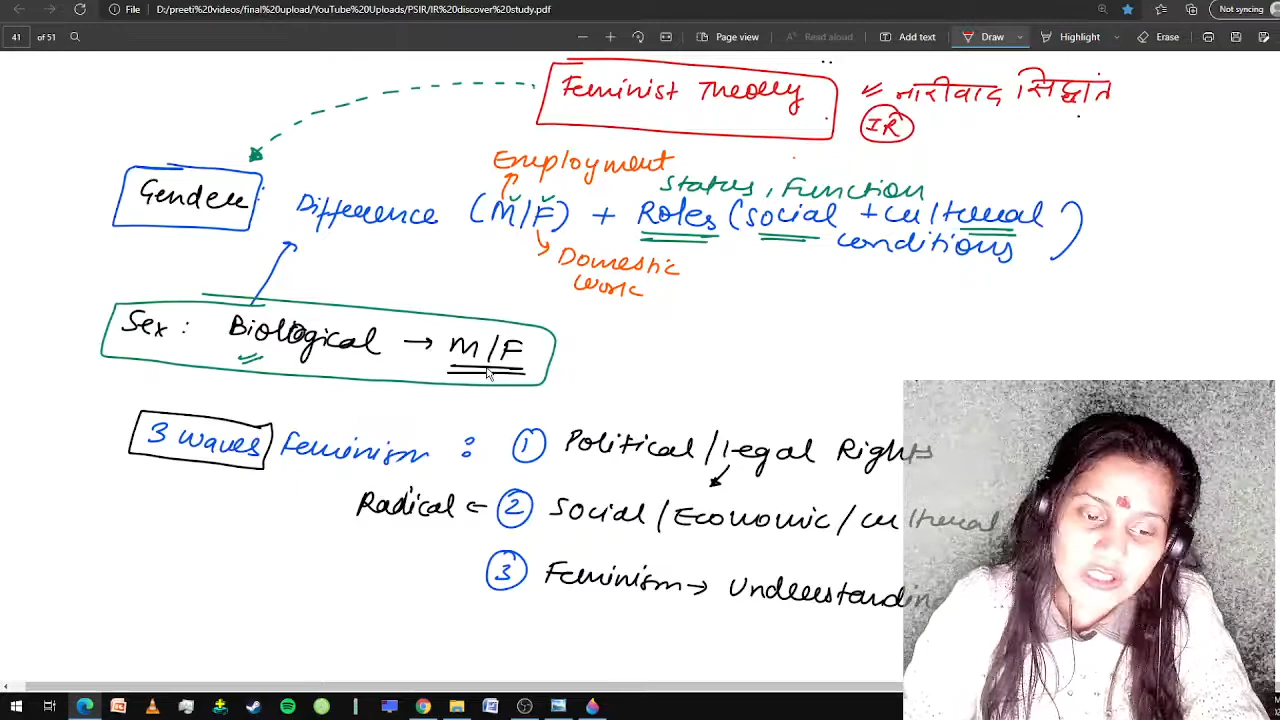 File D:/preeti%20videos/final%20upload/YouTube%20Uploads/PSIR/IR%20discover%20study.pdf Not syncing
41 of 51 Page view Read aloud Add text Draw Highlight Erase
Feminist Theory नारीवाद सिद्धांत
IR
Employment
Status, Function
Gender: Difference (M/F) + Roles (social + cultural conditions)
Domestic work
Sex: Biological → M/F
3 waves Feminism : ① Political/Legal Rights
Radical ← ② Social/Economic/cultural
③ Feminism → Understandin